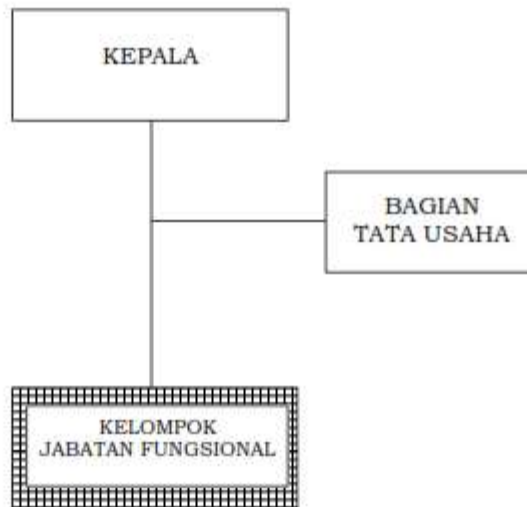 KEPALA
BAGIAN
TATA USAHA
KELOMPOK
JABATAN FUNGSIONAL